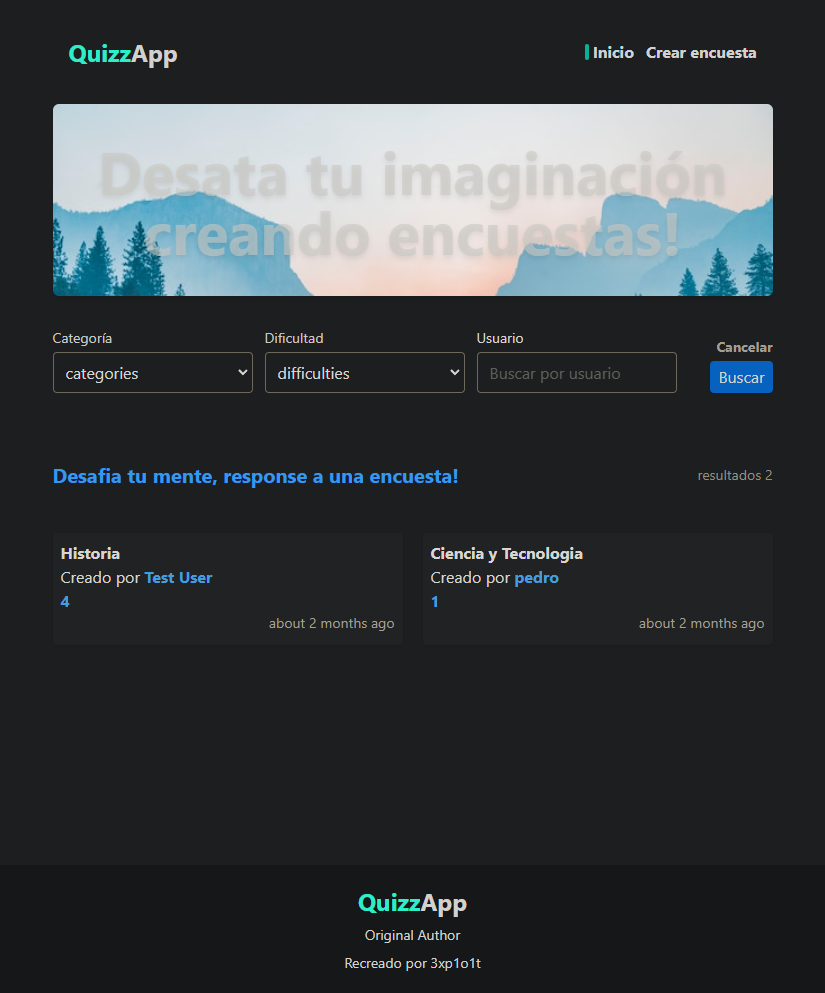 QuizzApp
Inicio Crear encuesta
Desata tu imaginación
creando encuestas!
Categoría
Dificultad
Usuario
categories
difficulties
Buscar por usuario
Cancelar
Buscar
Desafia tu mente, response a una encuesta!
resultados 2
Historia
Creado por Test User
4
about 2 months ago
Ciencia y Tecnologia
Creado por pedro
1
about 2 months ago
QuizzApp
Original Author
Recreado por 3xp1o1t